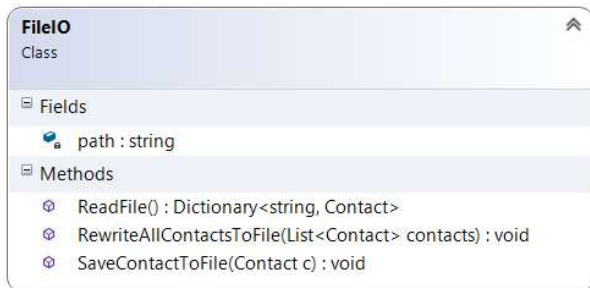 FileIO
Class
Fields
path : string
Methods
ReadFile() : Dictionary<string, Contact>
RewriteAllContactsToFile(List<Contact> contacts) : void
SaveContactToFile(Contact c) : void